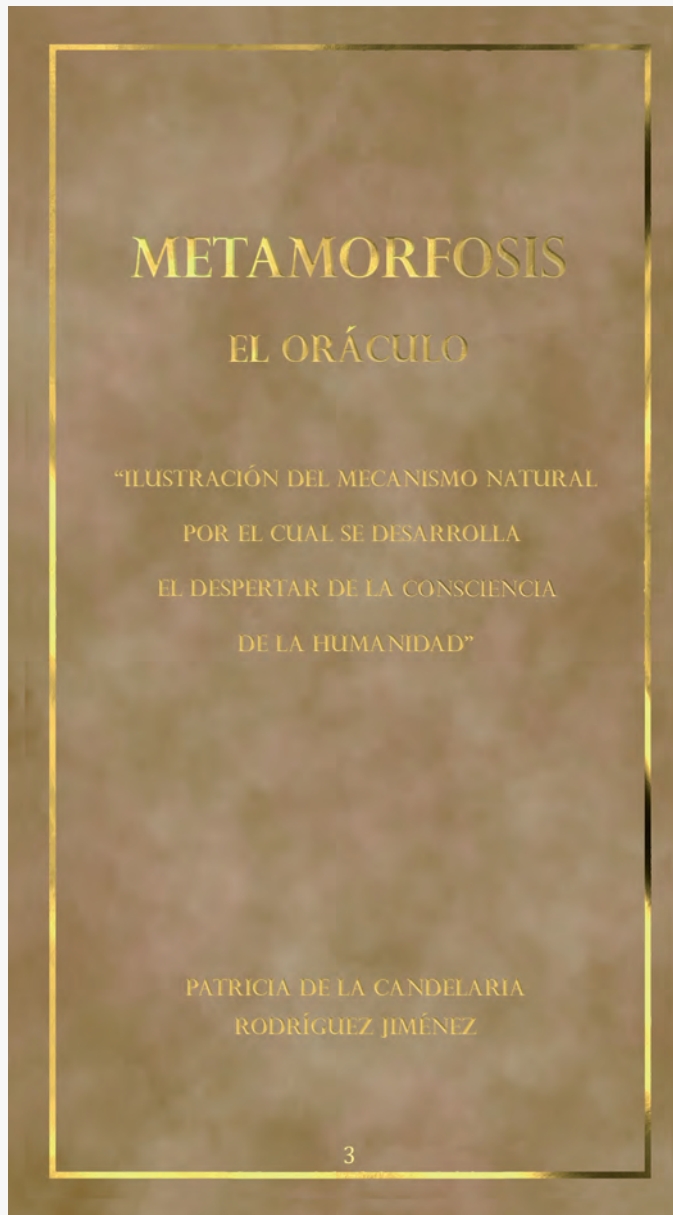 METAMORFOSIS
EL ORÁCULO
“ILUSTRACIÓN DEL MECANISMO NATURAL
POR EL CUAL SE DESARROLLA
EL DESPERTAR DE LA CONSCIENCIA
DE LA HUMANIDAD”
PATRICIA DE LA CANDELARIA
RODRÍGUEZ JIMÉNEZ
3